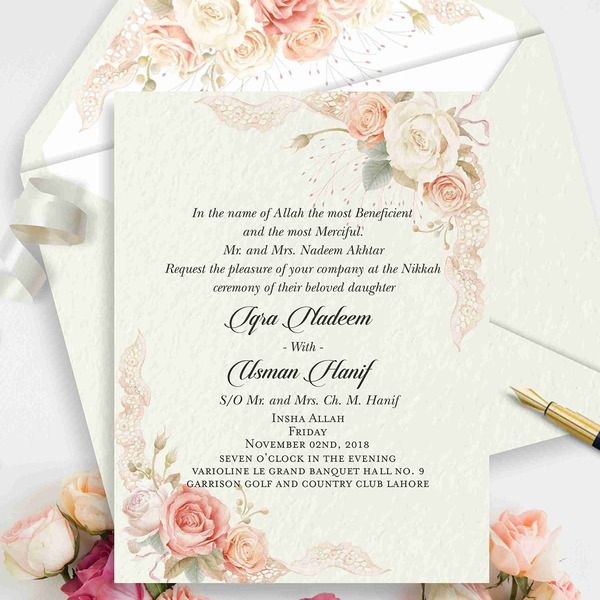 In the name of Allah the most Beneficient
and the most Merciful.
Mr. and Mrs. Nadeem Akhtar
Request the pleasure of your company at the Nikkah
ceremony of their beloved daughter
Iqra Nadeem
- With -
Usman Hanif
S/O Mr. and Mrs. Ch. M. Hanif
Insha Allah
Friday
November 02nd, 2018
seven o'clock in the evening
varioline le grand banquet hall no. 9
garrison golf and country club lahore